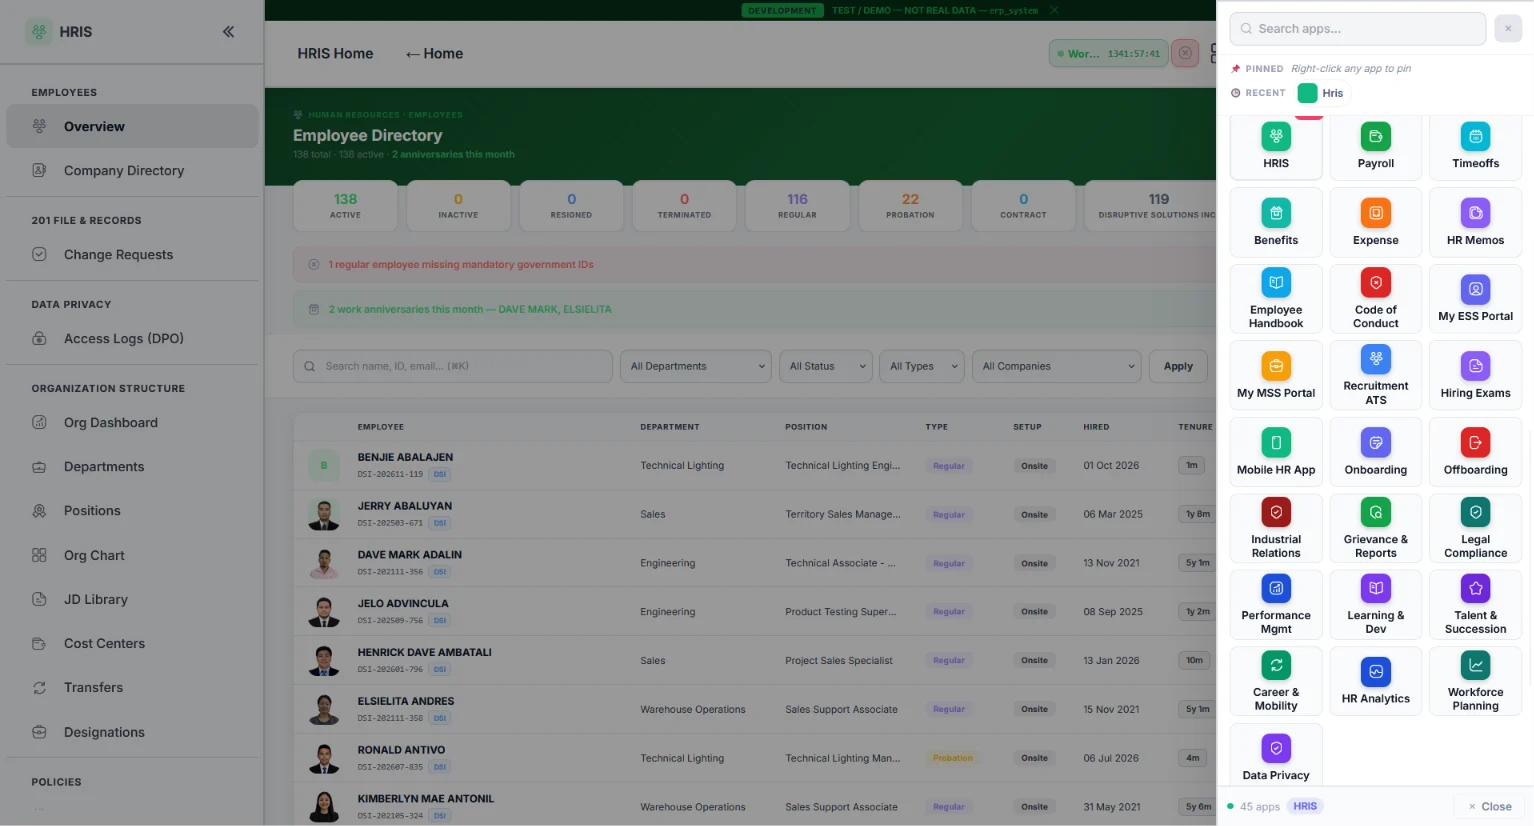 HRIS
EMPLOYEES
Overview
Company Directory
201 FILE & RECORDS
Change Requests
DATA PRIVACY
Access Logs (DPO)
ORGANIZATION STRUCTURE
Org Dashboard
Departments
Positions
Org Chart
JD Library
Cost Centers
Transfers
Designations
POLICIES
DEVELOPMENT TEST / DEMO — NOT REAL DATA — erp_system ×
HRIS Home ← Home Wor... 1341:57:41
HUMAN RESOURCES · EMPLOYEES
Employee Directory
138 total · 138 active · 2 anniversaries this month
138 0 0 0 116 22 0 119
ACTIVE INACTIVE RESIGNED TERMINATED REGULAR PROBATION CONTRACT DISRUPTIVE SOLUTIONS INC
1 regular employee missing mandatory government IDs
2 work anniversaries this month — DAVE MARK, ELSIELITA
Search name, ID, email... (⌘K) All Departments All Status All Types All Companies Apply
EMPLOYEE DEPARTMENT POSITION TYPE SETUP HIRED TENURE
B BENJIE ABALAJEN Technical Lighting Technical Lighting Engi... Regular Onsite 01 Oct 2026 1m
DSI-202611-119 DSI
JERRY ABALUYAN Sales Territory Sales Manage... Regular Onsite 06 Mar 2025 1y 8m
DSI-202503-671 DSI
DAVE MARK ADALIN Engineering Technical Associate - ... Regular Onsite 13 Nov 2021 5y 1m
DSI-202111-356 DSI
JELO ADVINCULA Engineering Product Testing Super... Regular Onsite 08 Sep 2025 1y 2m
DSI-202509-756 DSI
HENRICK DAVE AMBATALI Sales Project Sales Specialist Regular Onsite 13 Jan 2026 10m
DSI-202601-796 DSI
ELSIELITA ANDRES Warehouse Operations Sales Support Associate Regular Onsite 15 Nov 2021 5y 1m
DSI-202111-358 DSI
RONALD ANTIVO Technical Lighting Technical Lighting Man... Probation Onsite 06 Jul 2026 4m
DSI-202607-835 DSI
KIMBERLYN MAE ANTONIL Warehouse Operations Sales Support Associate Regular Onsite 31 May 2021 5y 6m
DSI-202105-324 DSI
Search apps... ×
PINNED Right-click any app to pin
RECENT Hris
HRIS Payroll Timeoffs
Benefits Expense HR Memos
Employee Handbook Code of Conduct My ESS Portal
My MSS Portal Recruitment ATS Hiring Exams
Mobile HR App Onboarding Offboarding
Industrial Relations Grievance & Reports Legal Compliance
Performance Mgmt Learning & Dev Talent & Succession
Career & Mobility HR Analytics Workforce Planning
Data Privacy
45 apps HRIS × Close